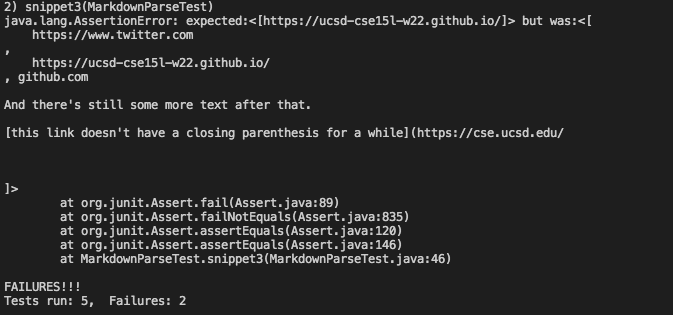 2) snippet3(MarkdownParseTest)
java.lang.AssertionError: expected:<[https://ucsd-cse15l-w22.github.io/]> but was:<[
    https://www.twitter.com
,
    https://ucsd-cse15l-w22.github.io/
, github.com

And there's still some more text after that.

[this link doesn't have a closing parenthesis for a while](https://cse.ucsd.edu/

]>
        at org.junit.Assert.fail(Assert.java:89)
        at org.junit.Assert.failNotEquals(Assert.java:835)
        at org.junit.Assert.assertEquals(Assert.java:120)
        at org.junit.Assert.assertEquals(Assert.java:146)
        at MarkdownParseTest.snippet3(MarkdownParseTest.java:46)

FAILURES!!!
Tests run: 5,  Failures: 2